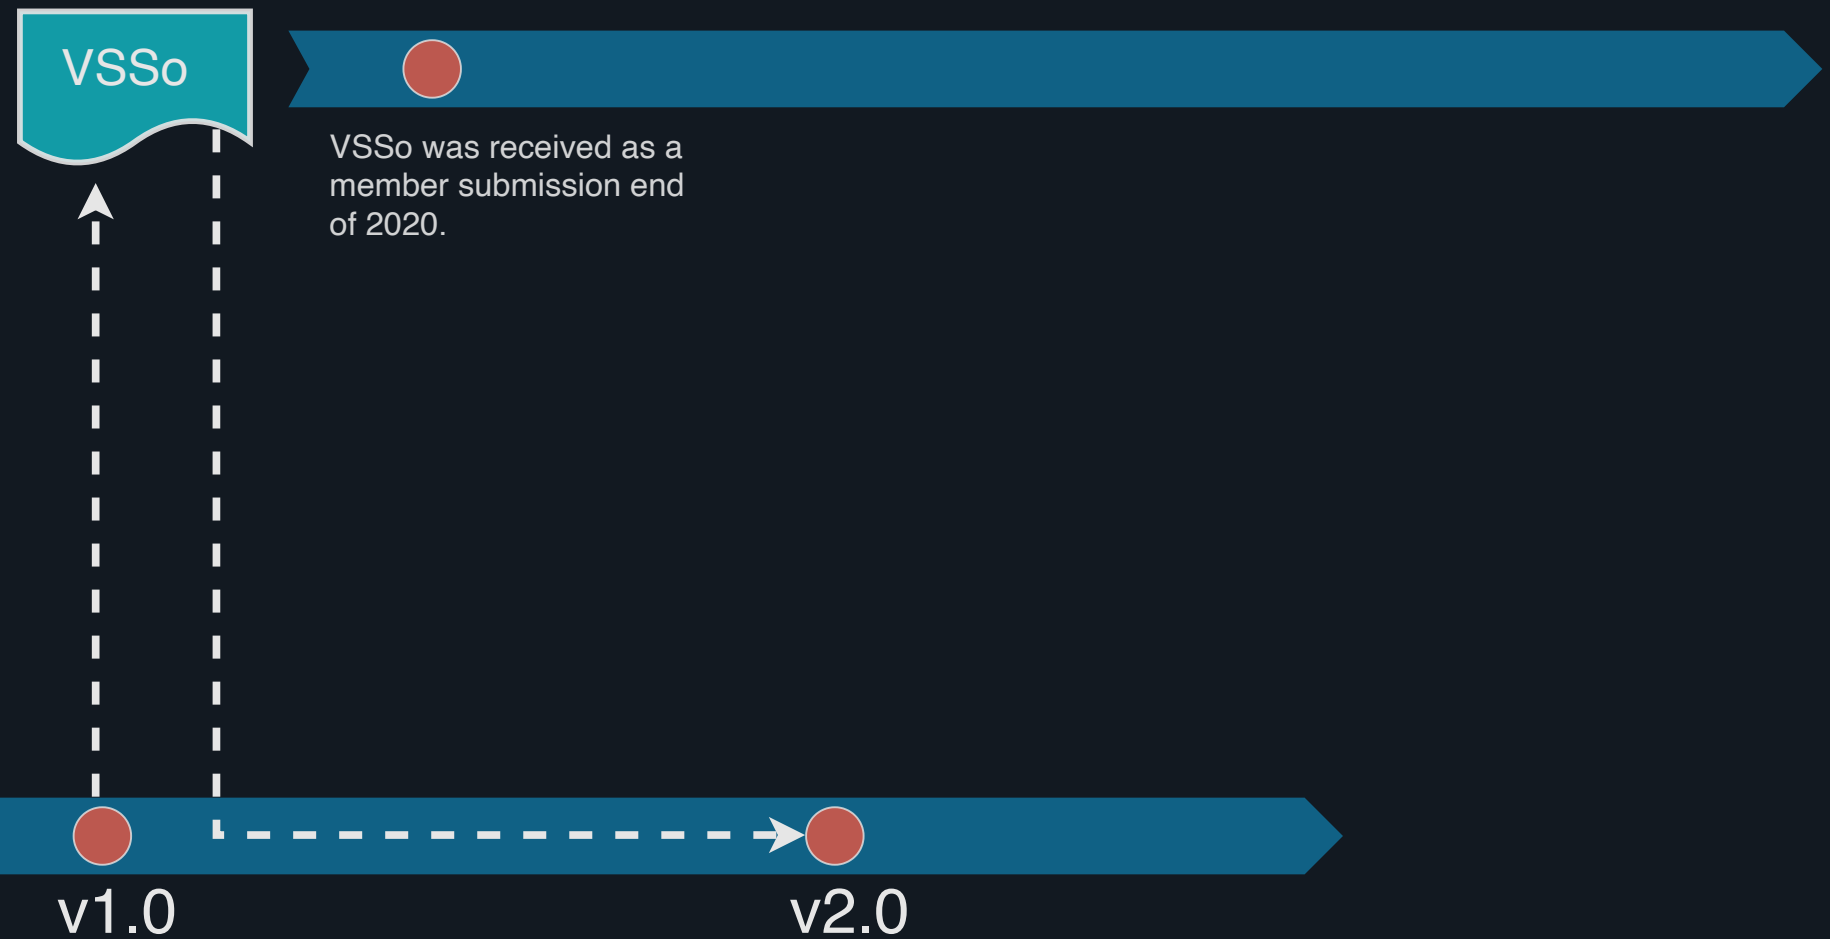 VSSo
VSSo was received as a
member submission end
of 2020.
v1.0
v2.0